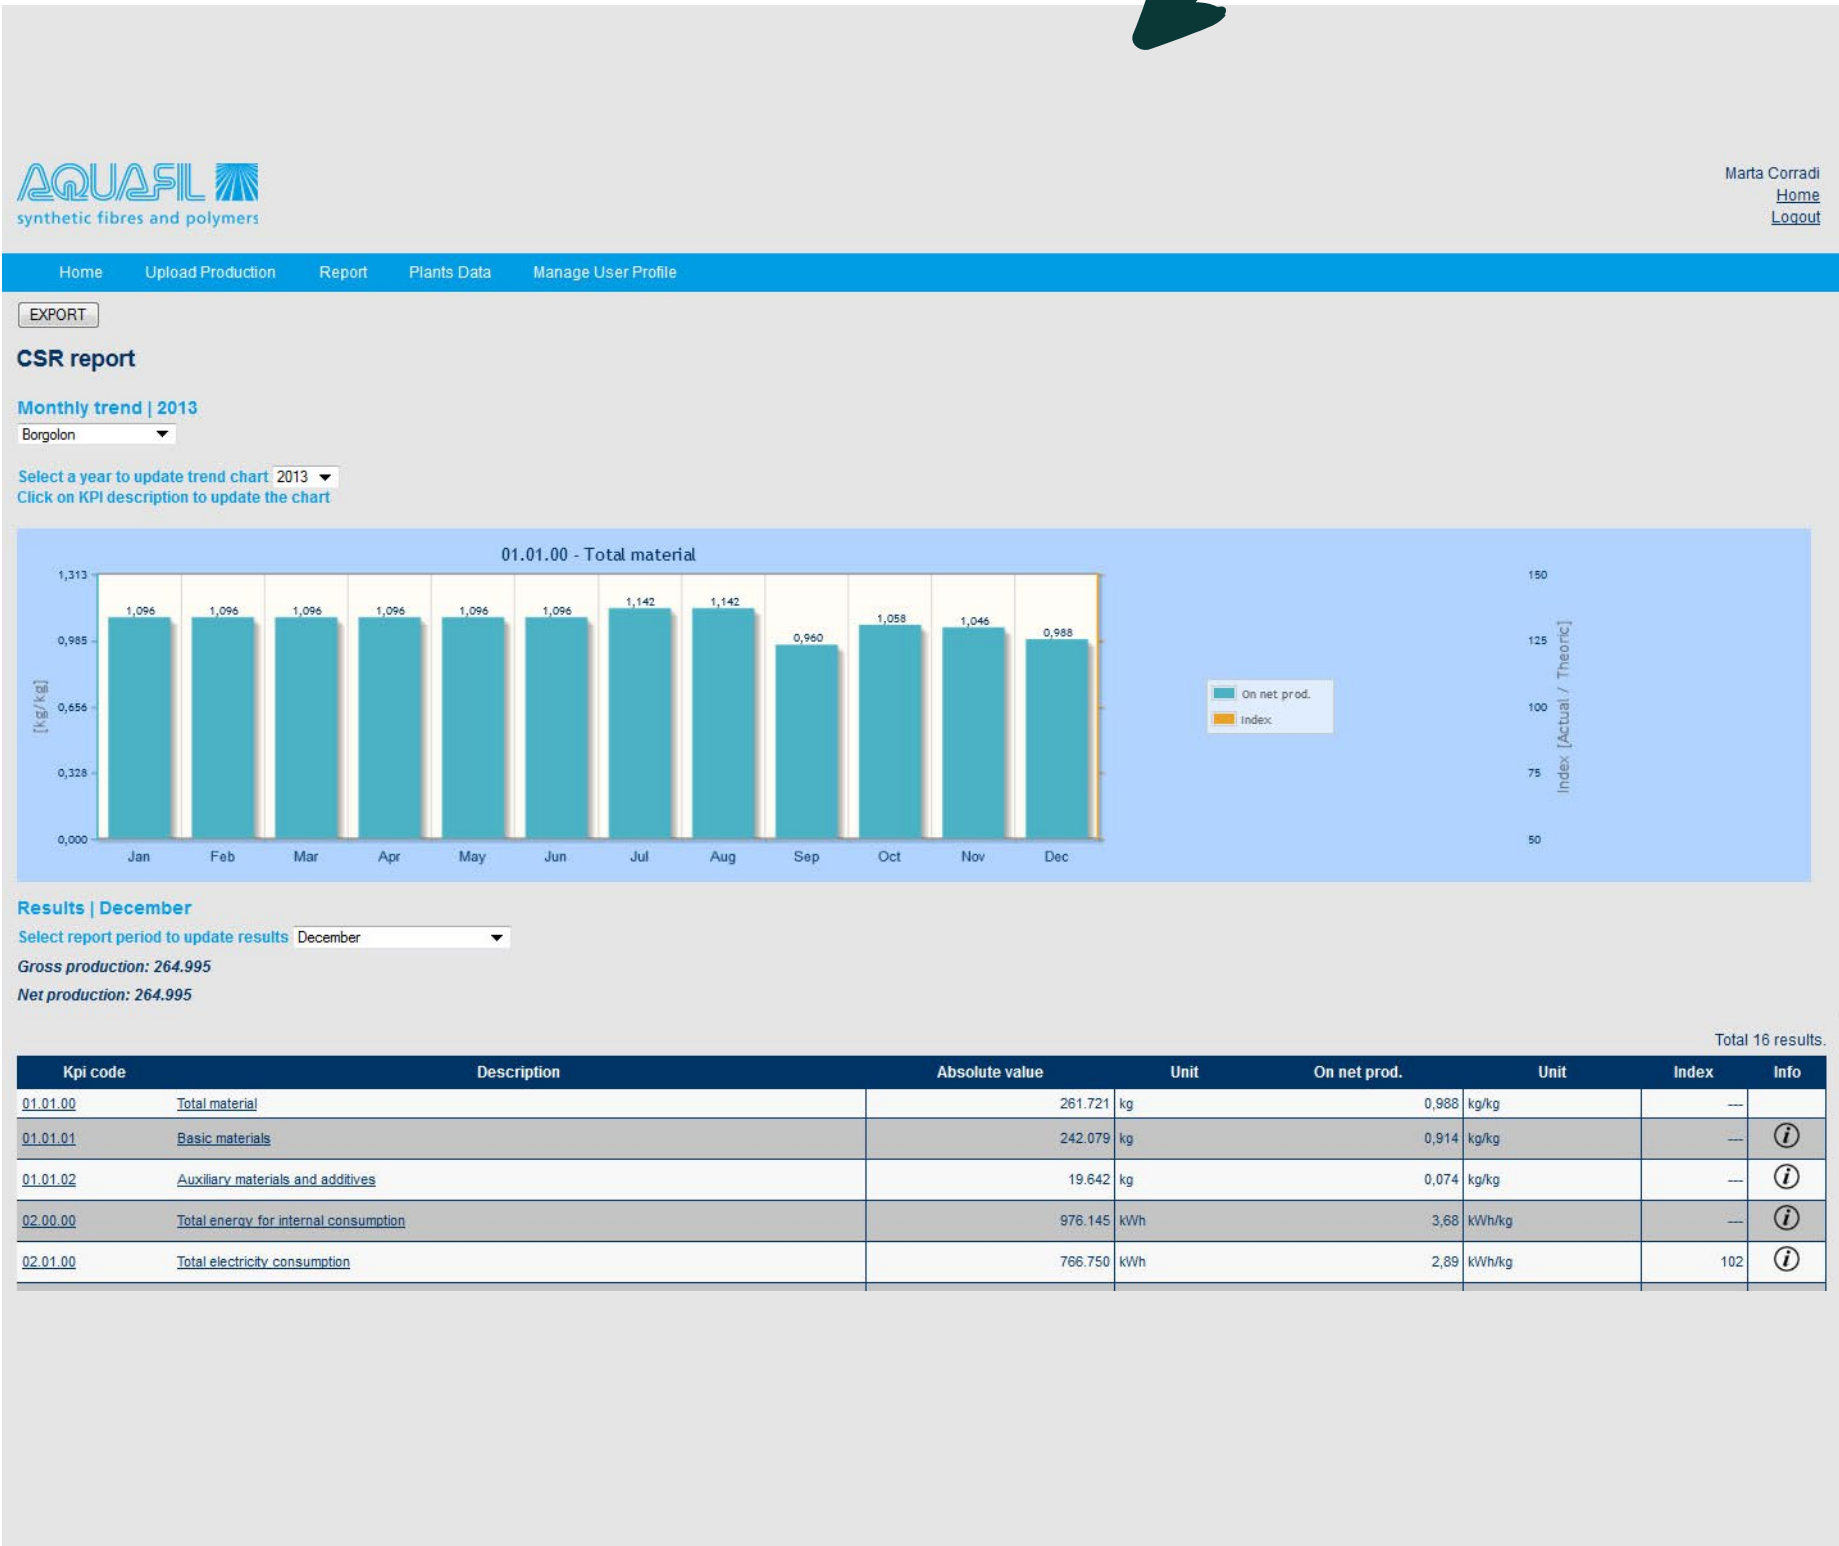 AQUAFIL
synthetic fibres and polymers
Marta Corradi
Home
Logout
Home Upload Production Report Plants Data Manage User Profile
EXPORT
CSR report
Monthly trend | 2013
Borgolon
Select a year to update trend chart 2013
Click on KPI description to update the chart
01.01.00 - Total material
1,313
0,985
0,656
0,328
0,000
[kg/kg]
1,096 1,096 1,096 1,096 1,096 1,096 1,142 1,142 0,960 1,058 1,046 0,988
Jan Feb Mar Apr May Jun Jul Aug Sep Oct Nov Dec
On net prod.
Index
150
125
100
75
50
Index [Actual / Theoric]
Results | December
Select report period to update results December
Gross production: 264.995
Net production: 264.995
Total 16 results.
Kpi code Description Absolute value Unit On net prod. Unit Index Info
01.01.00 Total material 261.721 kg 0,988 kg/kg ---
01.01.01 Basic materials 242.079 kg 0,914 kg/kg --- i
01.01.02 Auxiliary materials and additives 19.642 kg 0,074 kg/kg --- i
02.00.00 Total energy for internal consumption 976.145 kWh 3,68 kWh/kg --- i
02.01.00 Total electricity consumption 766.750 kWh 2,89 kWh/kg 102 i